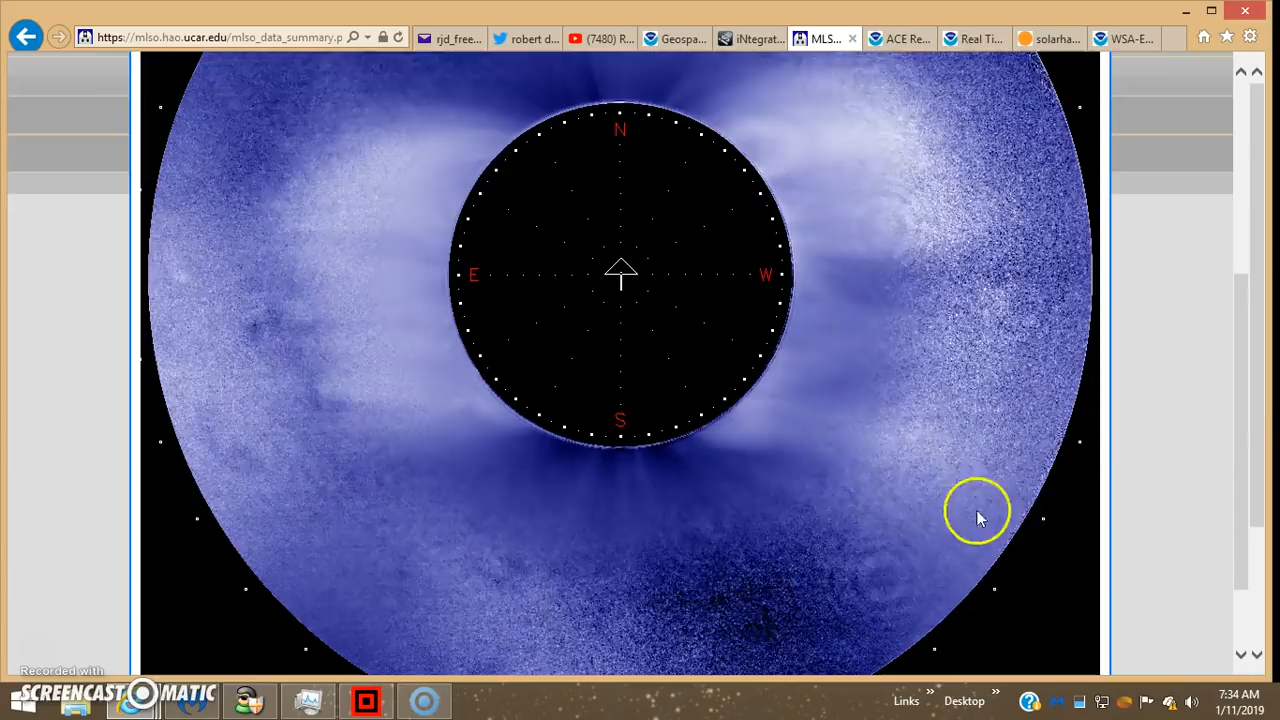 https://mlso.hao.ucar.edu/mlso_data_summary.p
rjd_free...
robert d...
(7480) R...
Geospa...
iNtegrat...
MLS...
ACE Re...
Real Ti...
solarha...
WSA-E...
N
E
W
S
Recorded with
SCREENCAST-O-MATIC
Links »
Desktop »
7:34 AM
1/11/2019